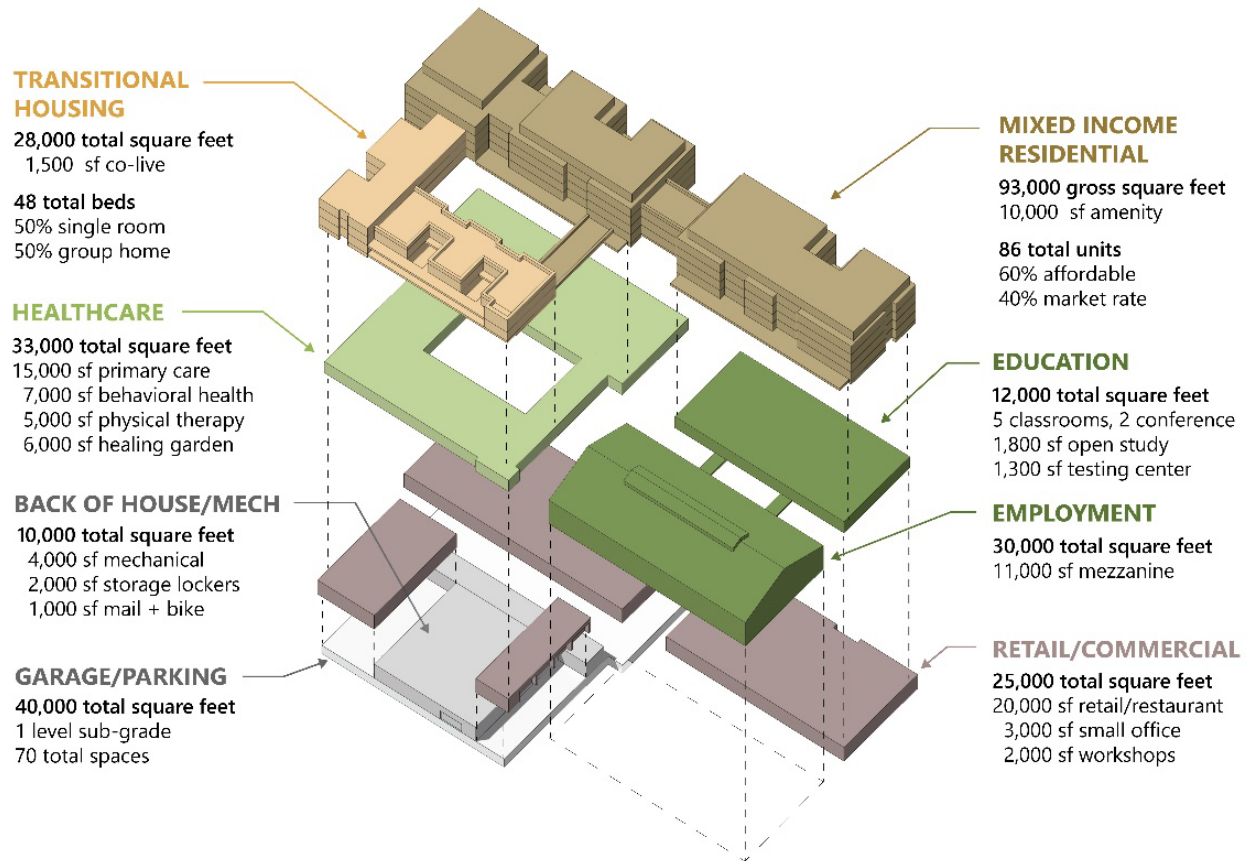 TRANSITIONAL
HOUSING
28,000 total square feet
1,500 sf co-live
48 total beds
50% single room
50% group home
HEALTHCARE
33,000 total square feet
15,000 sf primary care
7,000 sf behavioral health
5,000 sf physical therapy
6,000 sf healing garden
BACK OF HOUSE/MECH
10,000 total square feet
4,000 sf mechanical
2,000 sf storage lockers
1,000 sf mail + bike
GARAGE/PARKING
40,000 total square feet
1 level sub-grade
70 total spaces
MIXED INCOME
RESIDENTIAL
93,000 gross square feet
10,000 sf amenity
86 total units
60% affordable
40% market rate
EDUCATION
12,000 total square feet
5 classrooms, 2 conference
1,800 sf open study
1,300 sf testing center
EMPLOYMENT
30,000 total square feet
11,000 sf mezzanine
RETAIL/COMMERCIAL
25,000 total square feet
20,000 sf retail/restaurant
3,000 sf small office
2,000 sf workshops